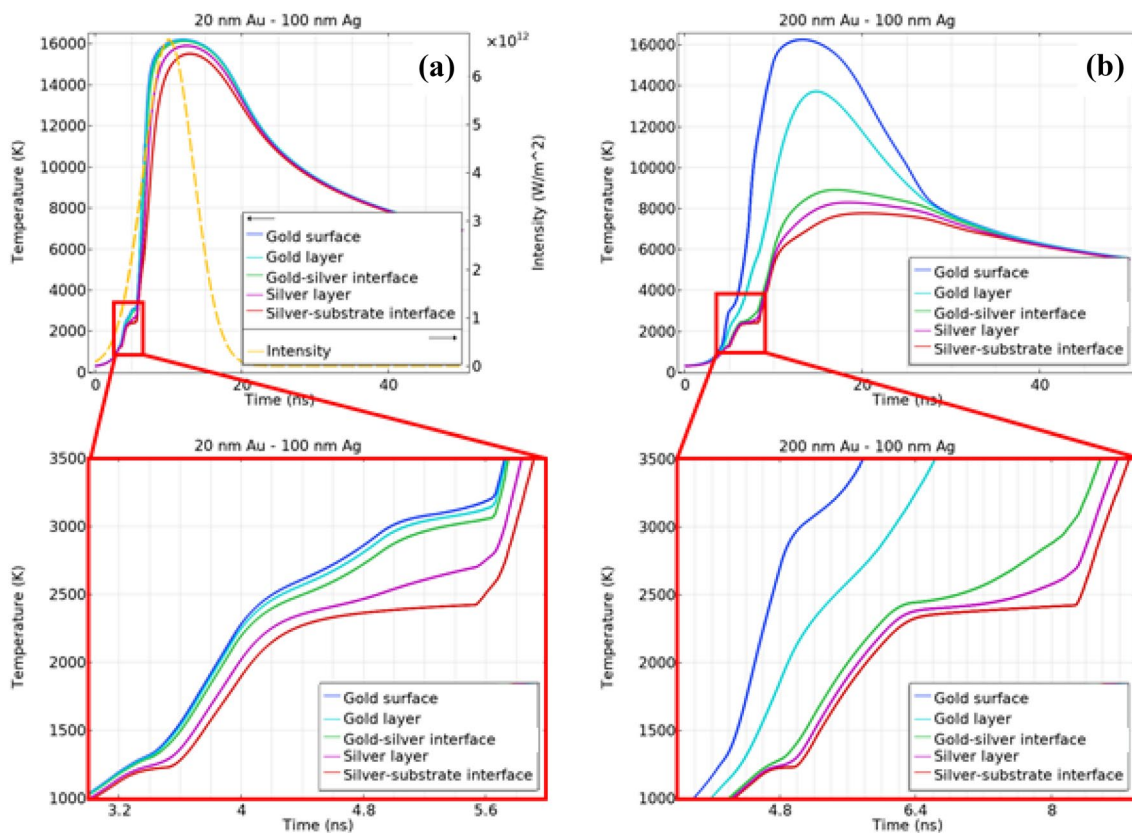 20 nm Au - 100 nm Ag
(a)
×10^12
16000
14000
12000
10000
8000
6000
4000
2000
0
Temperature (K)
6
5
4
3
2
1
0
Intensity (W/m^2)
Gold surface
Gold layer
Gold-silver interface
Silver layer
Silver-substrate interface
Intensity
0
20
40
Time (ns)
200 nm Au - 100 nm Ag
(b)
16000
14000
12000
10000
8000
6000
4000
2000
0
Temperature (K)
Gold surface
Gold layer
Gold-silver interface
Silver layer
Silver-substrate interface
0
20
40
Time (ns)
20 nm Au - 100 nm Ag
3500
3000
2500
2000
1500
1000
Temperature (K)
Gold surface
Gold layer
Gold-silver interface
Silver layer
Silver-substrate interface
3.2
4
4.8
5.6
Time (ns)
200 nm Au - 100 nm Ag
3500
3000
2500
2000
1500
1000
Temperature (K)
Gold surface
Gold layer
Gold-silver interface
Silver layer
Silver-substrate interface
4.8
6.4
8
Time (ns)